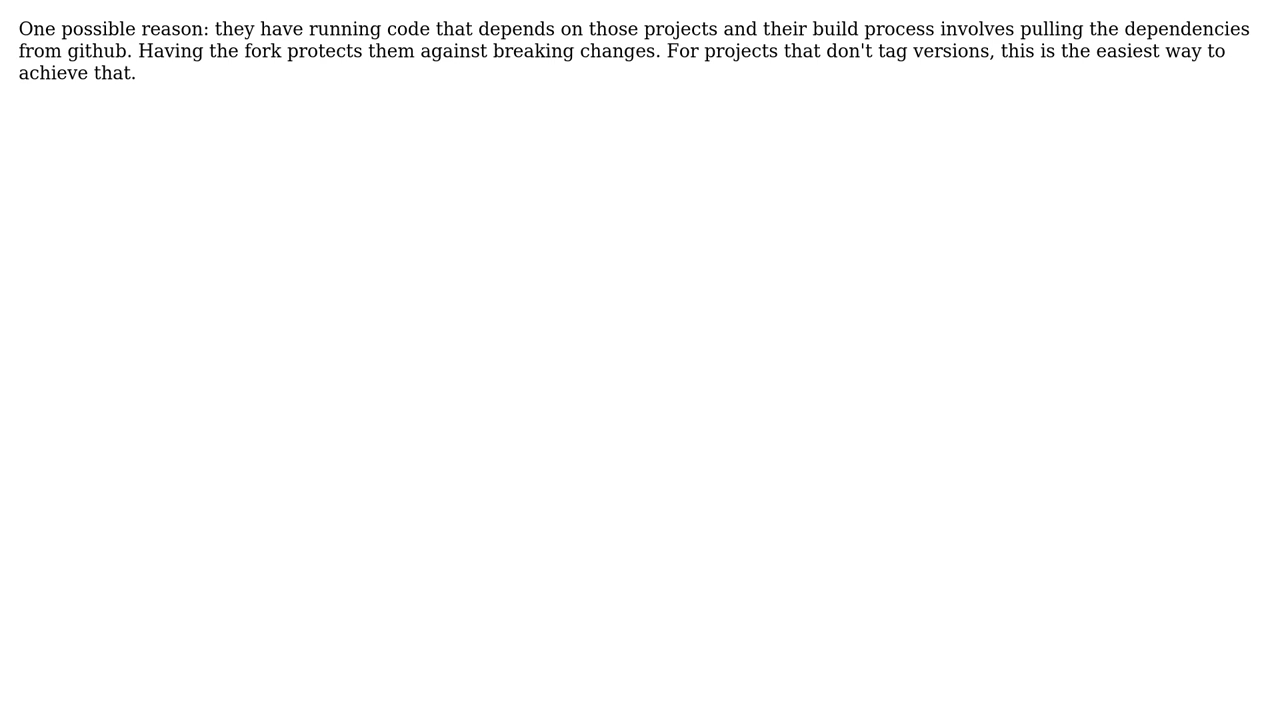 One possible reason: they have running code that depends on those projects and their build process involves pulling the dependencies
from github. Having the fork protects them against breaking changes. For projects that don't tag versions, this is the easiest way to
achieve that.